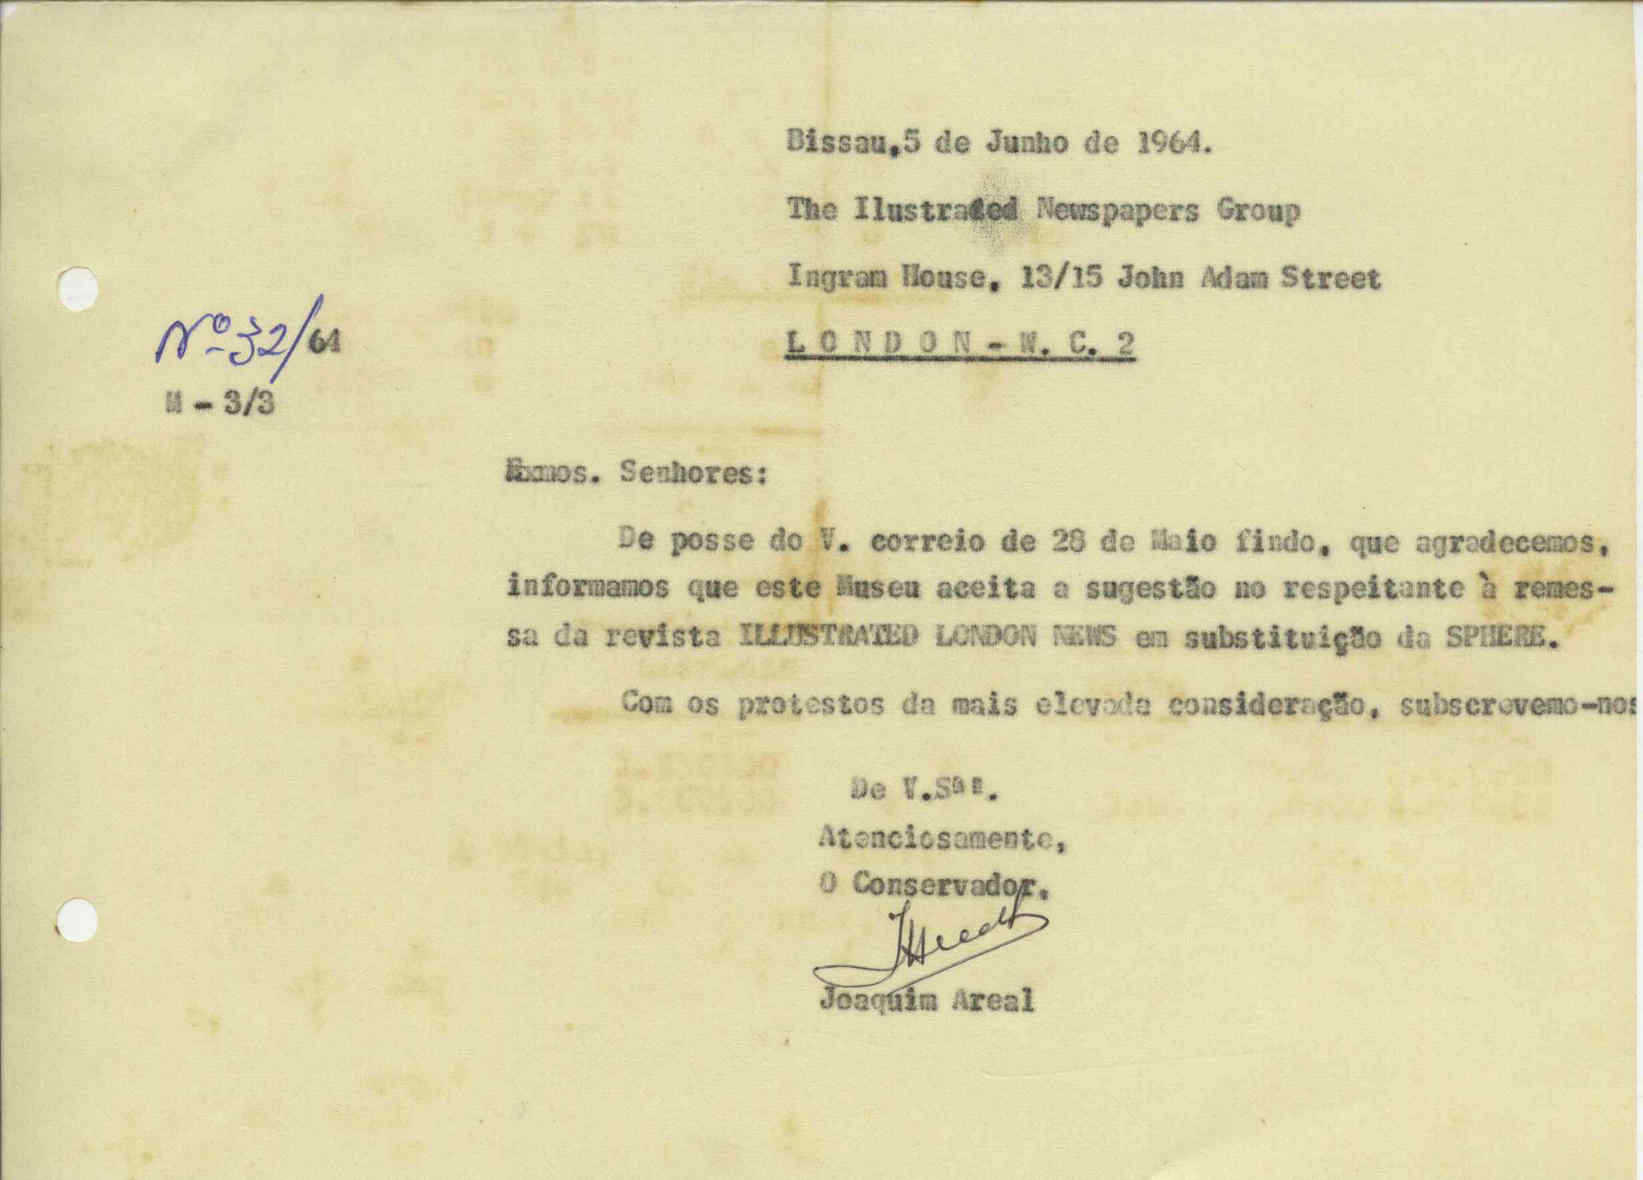 Bissau,5 de Junho de 1964.
The Ilustraded Newspapers Group
Ingram House, 13/15 John Adam Street
Nº 32/64
L O N D O N - W. C. 2
M - 3/3
Exmos. Senhores:
De posse do V. correio de 28 de Maio findo, que agradecemos,
informamos que este Museu aceita a sugestão no respeitante à remes-
sa da revista ILLUSTRATED LONDON NEWS em substituição da SPHERE.
Com os protestos da mais elevada consideração, subscrevemo-nos
De V.Sªs.
Atenciosamente,
O Conservador,
Joaquim Areal